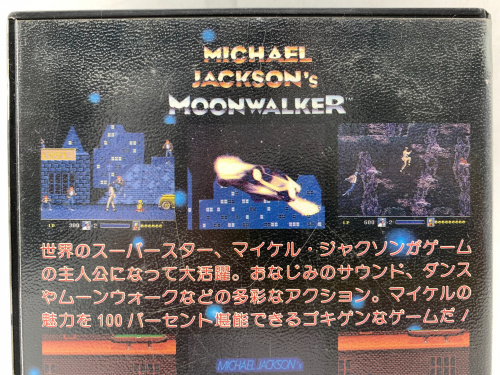 MICHAEL
JACKSON's
MOONWALKER™
世界のスーパースター、マイケル・ジャクソンがゲーム
の主人公になって大活躍。おなじみのサウンド、ダンス
やムーンウォークなどの多彩なアクション。マイケルの
魅力を100パーセント堪能できるゴキゲンなゲームだ！
MICHAEL JACKSON's